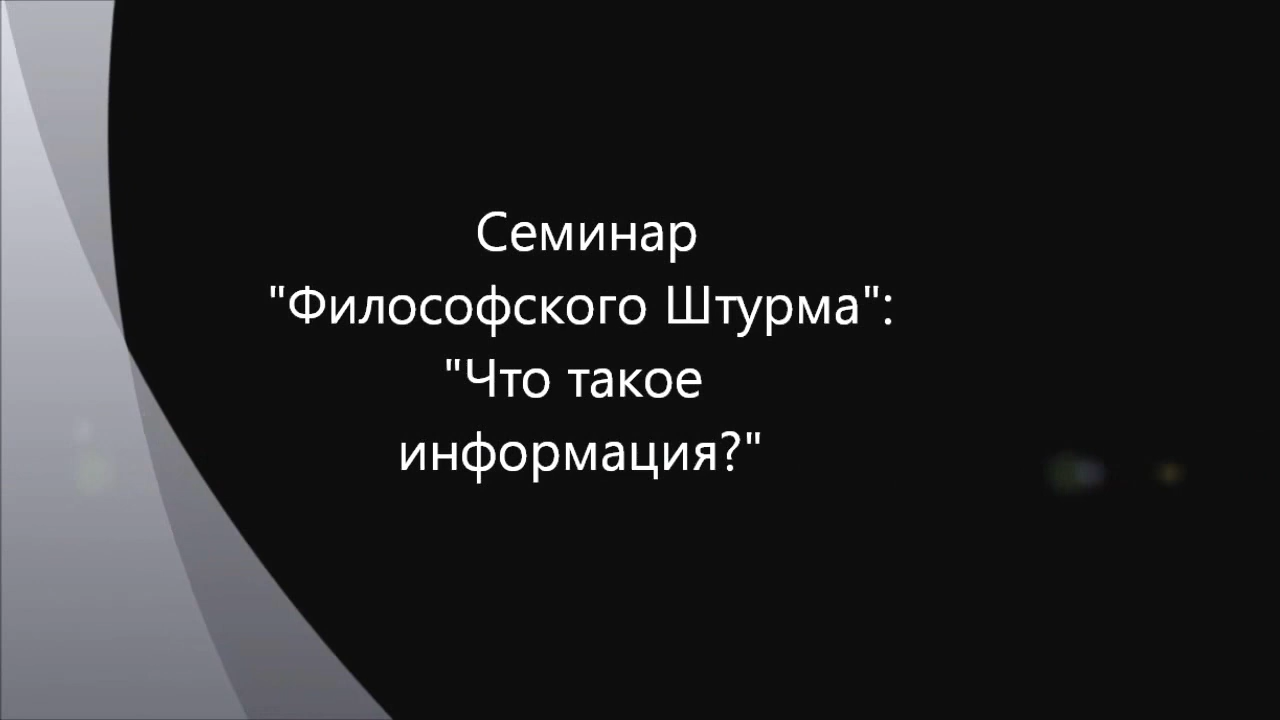 Семинар
"Философского Штурма":
"Что такое
информация?"